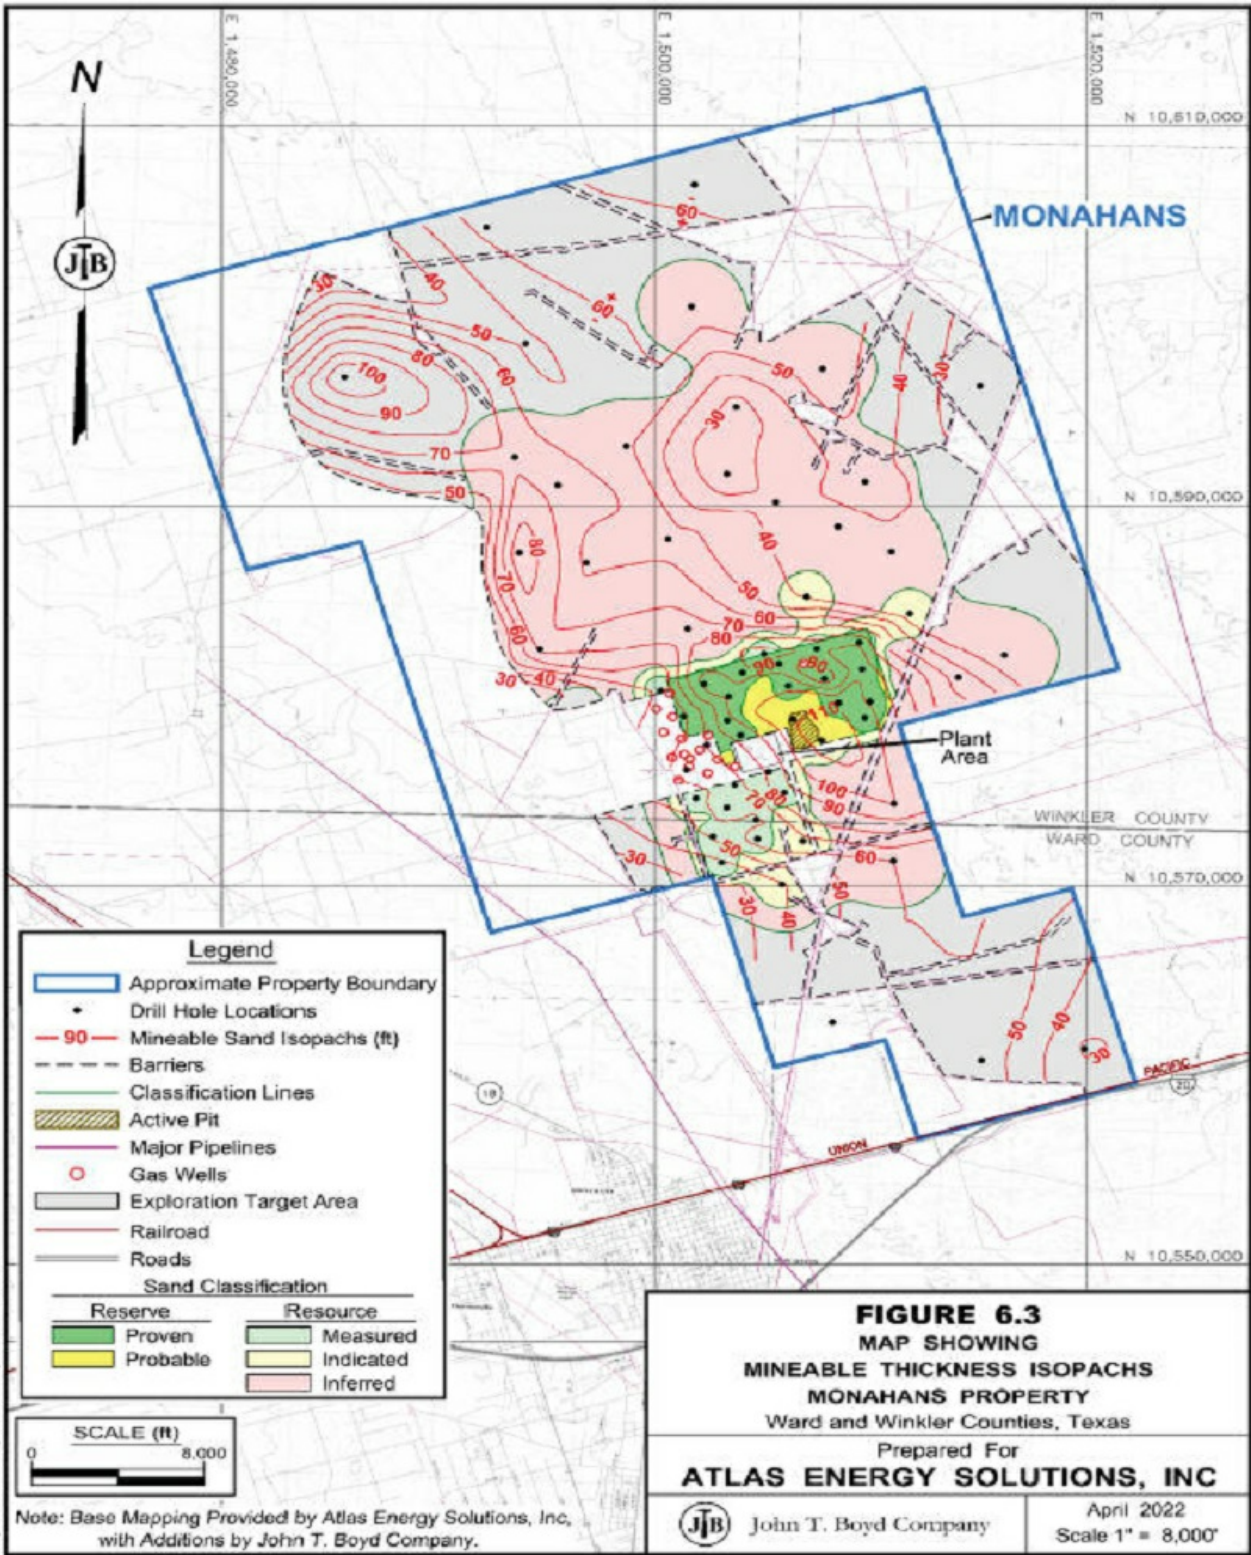 E 1,480,000
E 1,500,000
E 1,520,000
N
N 10,610,000
MONAHANS
JTB
60
40
30
60
50
80
60
50
100
90
30
40
30
70
50
N 10,590,000
80
40
70
50
60
70
60
80
30
40
90
80
110
Plant
Area
100
80
70
90
WINKLER COUNTY
WARD COUNTY
50
30
60
50
N 10,570,000
30
40
Legend
Approximate Property Boundary
Drill Hole Locations
90 Mineable Sand Isopachs (ft)
Barriers
Classification Lines
Active Pit
Major Pipelines
Gas Wells
Exploration Target Area
Railroad
Roads
Sand Classification
Reserve Resource
Proven Measured
Probable Indicated
Inferred
50
40
30
PACIFIC
20
18
UNION
N 10,550,000
SCALE (ft)
0 8,000
Note: Base Mapping Provided by Atlas Energy Solutions, Inc,
with Additions by John T. Boyd Company.
FIGURE 6.3
MAP SHOWING
MINEABLE THICKNESS ISOPACHS
MONAHANS PROPERTY
Ward and Winkler Counties, Texas
Prepared For
ATLAS ENERGY SOLUTIONS, INC
JTB John T. Boyd Company
April 2022
Scale 1" = 8,000'